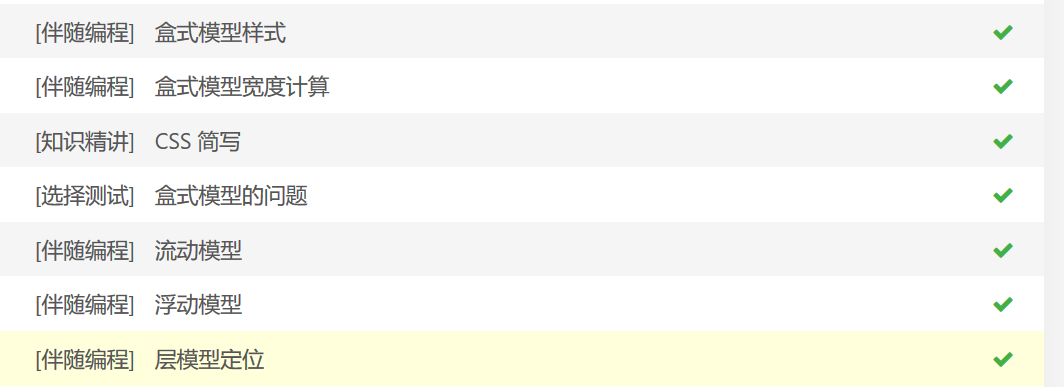 [伴随编程] 盒式模型样式
[伴随编程] 盒式模型宽度计算
[知识精讲] CSS 简写
[选择测试] 盒式模型的问题
[伴随编程] 流动模型
[伴随编程] 浮动模型
[伴随编程] 层模型定位